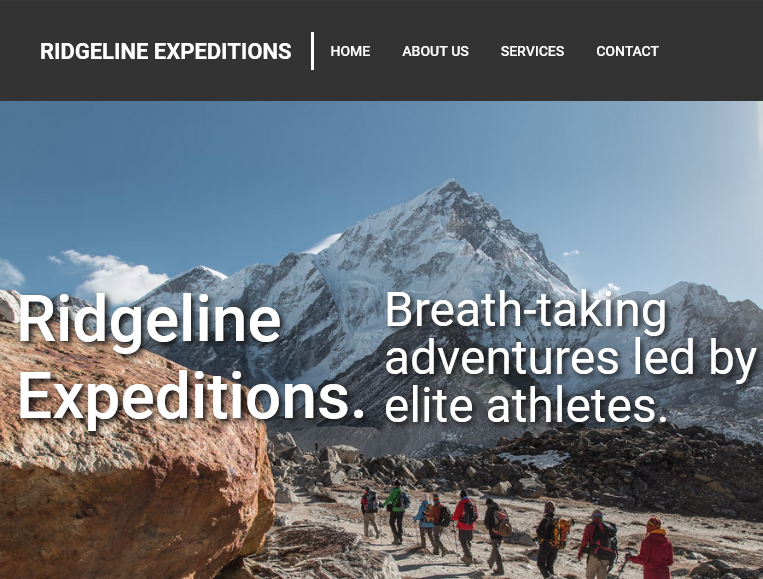 RIDGELINE EXPEDITIONS
HOME ABOUT US SERVICES CONTACT
Ridgeline
Expeditions.
Breath-taking
adventures led by
elite athletes.